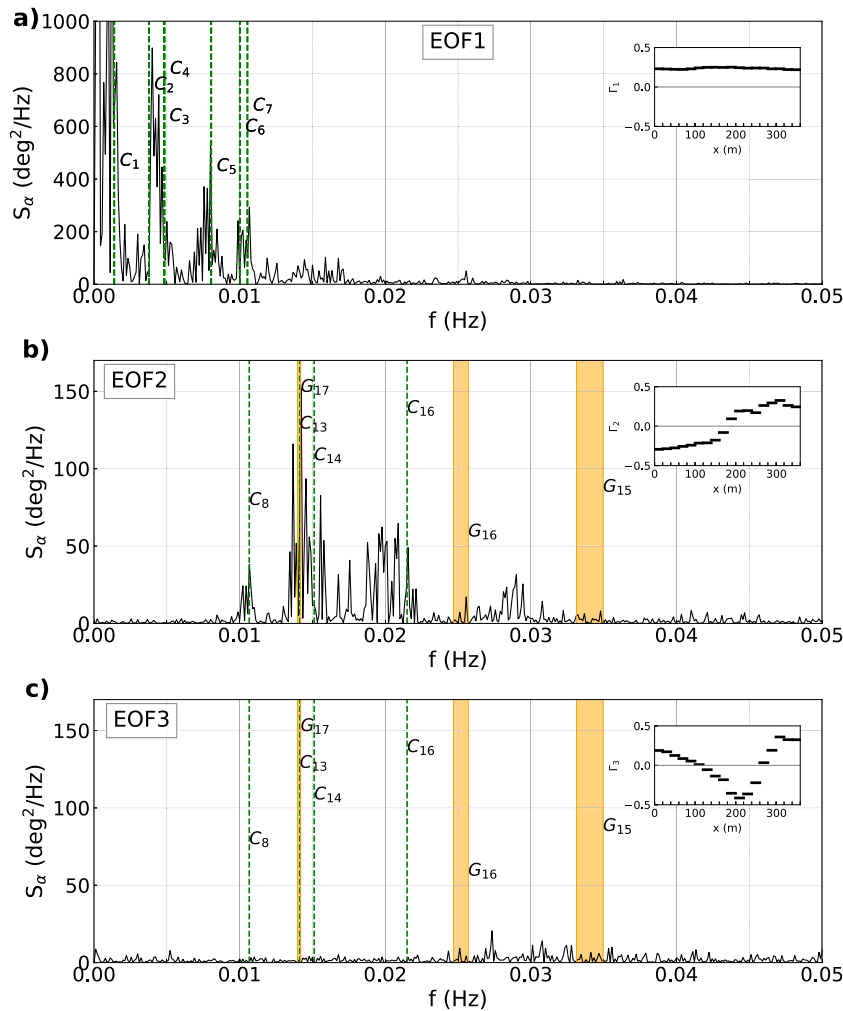 a)
EOF1
1000
800
600
400
200
0
S_α (deg²/Hz)
C₁
C₂
C₄
C₃
C₅
C₇
C₆
0.5
0.0
−0.5
Γ₁
0 100 200 300
x (m)
0.00 0.01 0.02 0.03 0.04 0.05
f (Hz)
b)
EOF2
150
100
50
0
S_α (deg²/Hz)
G₁₇
C₁₃
C₁₄
C₁₆
C₈
G₁₆
G₁₅
0.5
0.0
−0.5
Γ₂
0 100 200 300
x (m)
0.00 0.01 0.02 0.03 0.04 0.05
f (Hz)
c)
EOF3
150
100
50
0
S_α (deg²/Hz)
G₁₇
C₁₃
C₁₄
C₁₆
C₈
G₁₆
G₁₅
0.5
0.0
−0.5
Γ₃
0 100 200 300
x (m)
0.00 0.01 0.02 0.03 0.04 0.05
f (Hz)